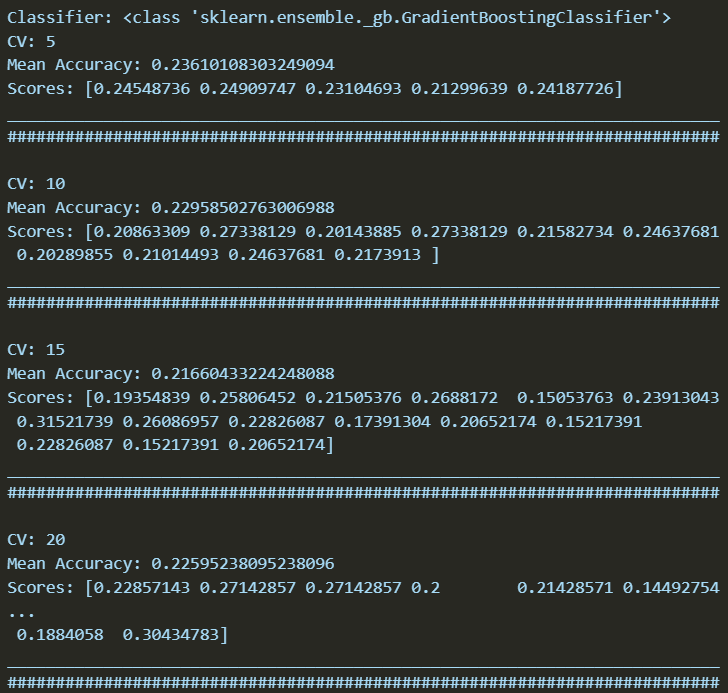 Classifier: <class 'sklearn.ensemble._gb.GradientBoostingClassifier'>
CV: 5
Mean Accuracy: 0.23610108303249094
Scores: [0.24548736 0.24909747 0.23104693 0.21299639 0.24187726]
__________________________________________________________________________
##########################################################################
CV: 10
Mean Accuracy: 0.22958502763006988
Scores: [0.20863309 0.27338129 0.20143885 0.27338129 0.21582734 0.24637681
 0.20289855 0.21014493 0.24637681 0.2173913 ]
__________________________________________________________________________
##########################################################################
CV: 15
Mean Accuracy: 0.21660433224248088
Scores: [0.19354839 0.25806452 0.21505376 0.2688172  0.15053763 0.23913043
 0.31521739 0.26086957 0.22826087 0.17391304 0.20652174 0.15217391
 0.22826087 0.15217391 0.20652174]
__________________________________________________________________________
##########################################################################
CV: 20
Mean Accuracy: 0.22595238095238096
Scores: [0.22857143 0.27142857 0.27142857 0.2        0.21428571 0.14492754
...
 0.1884058  0.30434783]
__________________________________________________________________________
##########################################################################